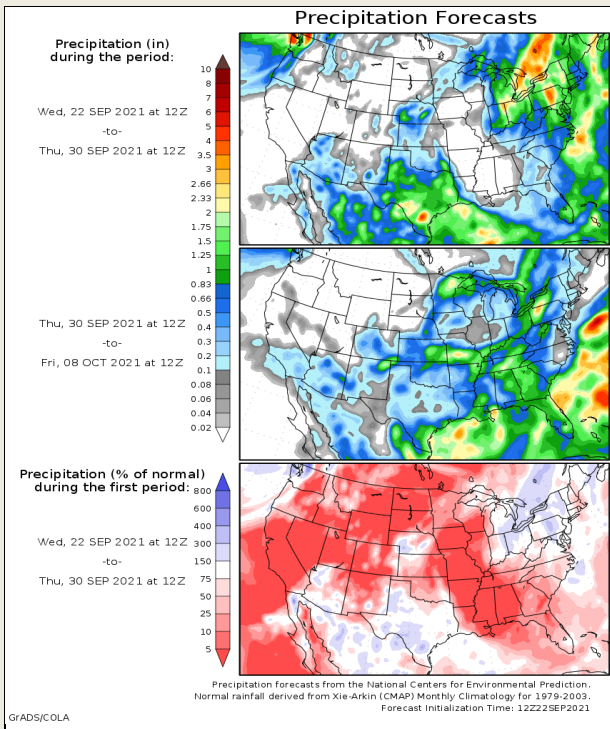 Precipitation Forecasts
Precipitation (in)
during the period:
Wed, 22 SEP 2021 at 12Z
-to-
Thu, 30 SEP 2021 at 12Z
10
8
7
6
5
4
3.5
3
2.66
2.33
2
1.75
1.5
1.25
1
0.83
0.66
0.5
0.4
0.3
0.2
0.1
0.08
0.06
0.04
0.02
Thu, 30 SEP 2021 at 12Z
-to-
Fri, 08 OCT 2021 at 12Z
Precipitation (% of normal)
during the first period:
Wed, 22 SEP 2021 at 12Z
-to-
Thu, 30 SEP 2021 at 12Z
800
600
400
300
150
75
50
25
10
5
Precipitation forecasts from the National Centers for Environmental Prediction.
Normal rainfall derived from Xie-Arkin (CMAP) Monthly Climatology for 1979-2003.
Forecast Initialization Time: 12Z22SEP2021
GrADS/COLA